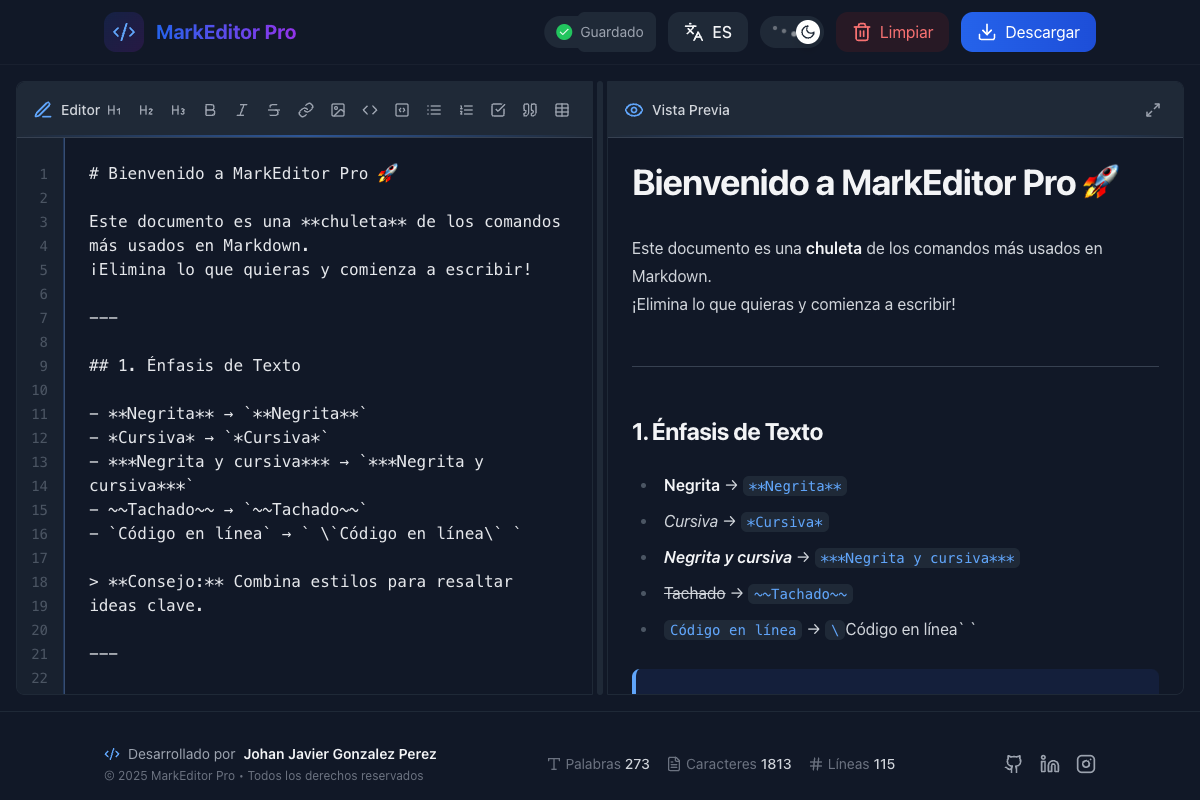 MarkEditor Pro
Guardado
ES
Limpiar
Descargar
Editor H1 H2 H3
Vista Previa
1 # Bienvenido a MarkEditor Pro 🚀
2
3 Este documento es una **chuleta** de los comandos
4 más usados en Markdown.
5 ¡Elimina lo que quieras y comienza a escribir!
6
7 ---
8
9 ## 1. Énfasis de Texto
10
11 - **Negrita** → `**Negrita**`
12 - *Cursiva* → `*Cursiva*`
13 - ***Negrita y cursiva*** → `***Negrita y
14 cursiva***`
15 - ~~Tachado~~ → `~~Tachado~~`
16 - `Código en línea` → ` \`Código en línea\` `
17
18 > **Consejo:** Combina estilos para resaltar
19 ideas clave.
20
21 ---
22
Bienvenido a MarkEditor Pro 🚀
Este documento es una chuleta de los comandos más usados en
Markdown.
¡Elimina lo que quieras y comienza a escribir!
1. Énfasis de Texto
• Negrita → **Negrita**
• Cursiva → *Cursiva*
• Negrita y cursiva → ***Negrita y cursiva***
• Tachado → ~~Tachado~~
• Código en línea → \Código en línea` `
Desarrollado por Johan Javier Gonzalez Perez
© 2025 MarkEditor Pro • Todos los derechos reservados
Palabras 273
Caracteres 1813
Líneas 115